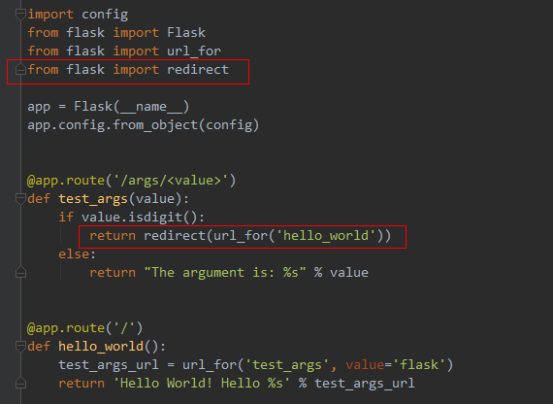 import config
from flask import Flask
from flask import url_for
from flask import redirect
app = Flask(__name__)
app.config.from_object(config)
@app.route('/args/<value>')
def test_args(value):
    if value.isdigit():
        return redirect(url_for('hello_world'))
    else:
        return "The argument is: %s" % value
@app.route('/')
def hello_world():
    test_args_url = url_for('test_args', value='flask')
    return 'Hello World! Hello %s' % test_args_url